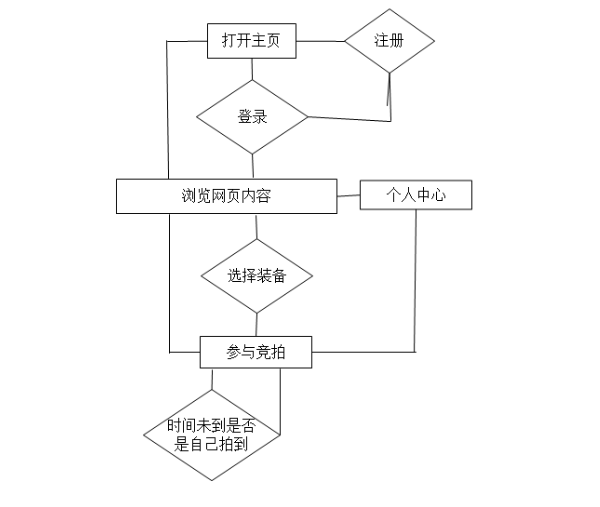 打开主页
注册
登录
浏览网页内容
个人中心
选择装备
参与竞拍
时间未到是否
是自己拍到